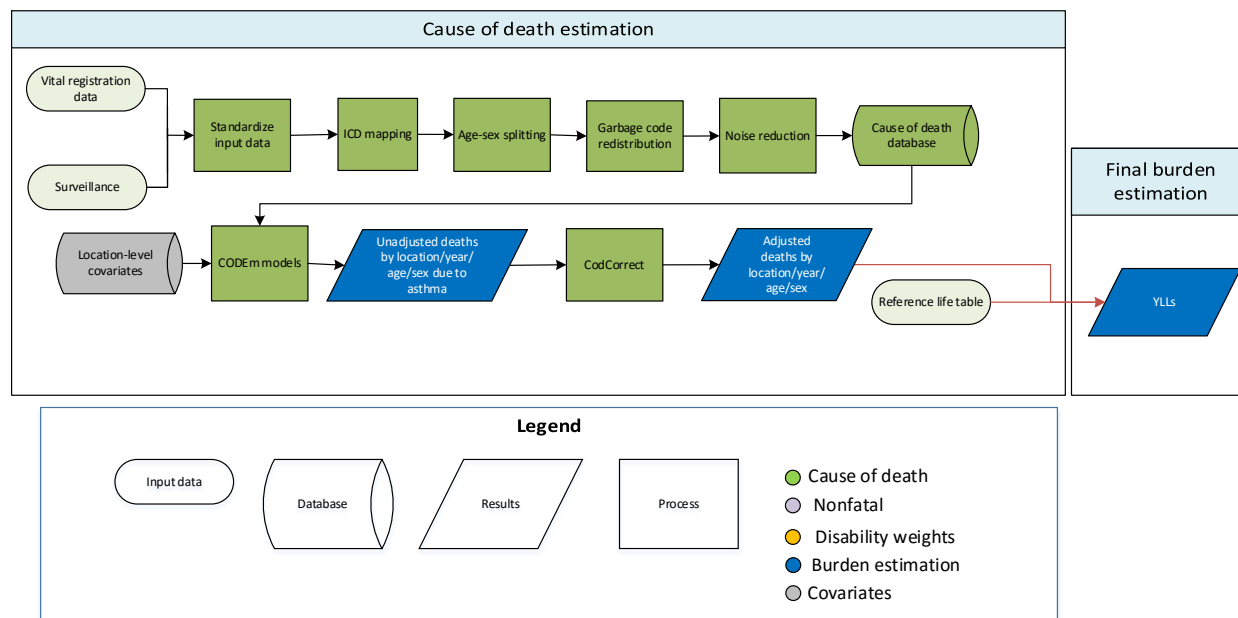 Cause of death estimation
Vital registration
data
Surveillance
Standardize
input data
ICD mapping
Age-sex splitting
Garbage code
redistribution
Noise reduction
Cause of death
database
Final burden
estimation
Location-level
covariates
CODEm models
Unadjusted deaths
by location/year/
age/sex due to
asthma
CodCorrect
Adjusted
deaths by
location/year/
age/sex
Reference life table
YLLs
Legend
Input data
Database
Results
Process
Cause of death
Nonfatal
Disability weights
Burden estimation
Covariates